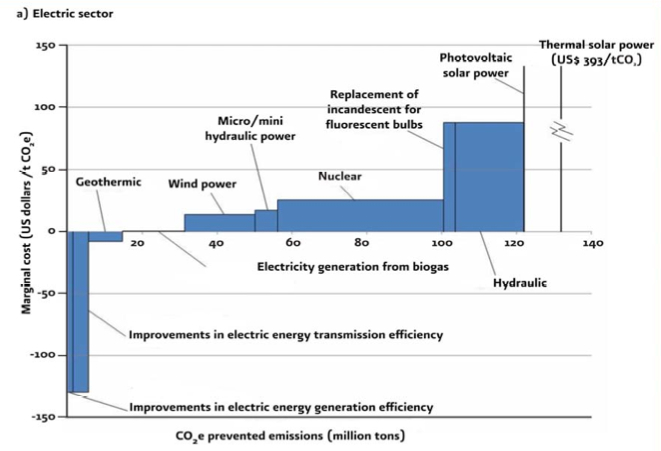 a) Electric sector
Thermal solar power
(US$ 393/tCO₂)
Photovoltaic
solar power
Replacement of
incandescent for
fluorescent bulbs
Micro/mini
hydraulic power
Geothermic
Wind power
Nuclear
Marginal cost (US dollars /t CO₂e)
150
100
50
0
-50
-100
-150
20
40
60
80
100
120
140
Electricity generation from biogas
Hydraulic
Improvements in electric energy transmission efficiency
Improvements in electric energy generation efficiency
CO₂e prevented emissions (million tons)